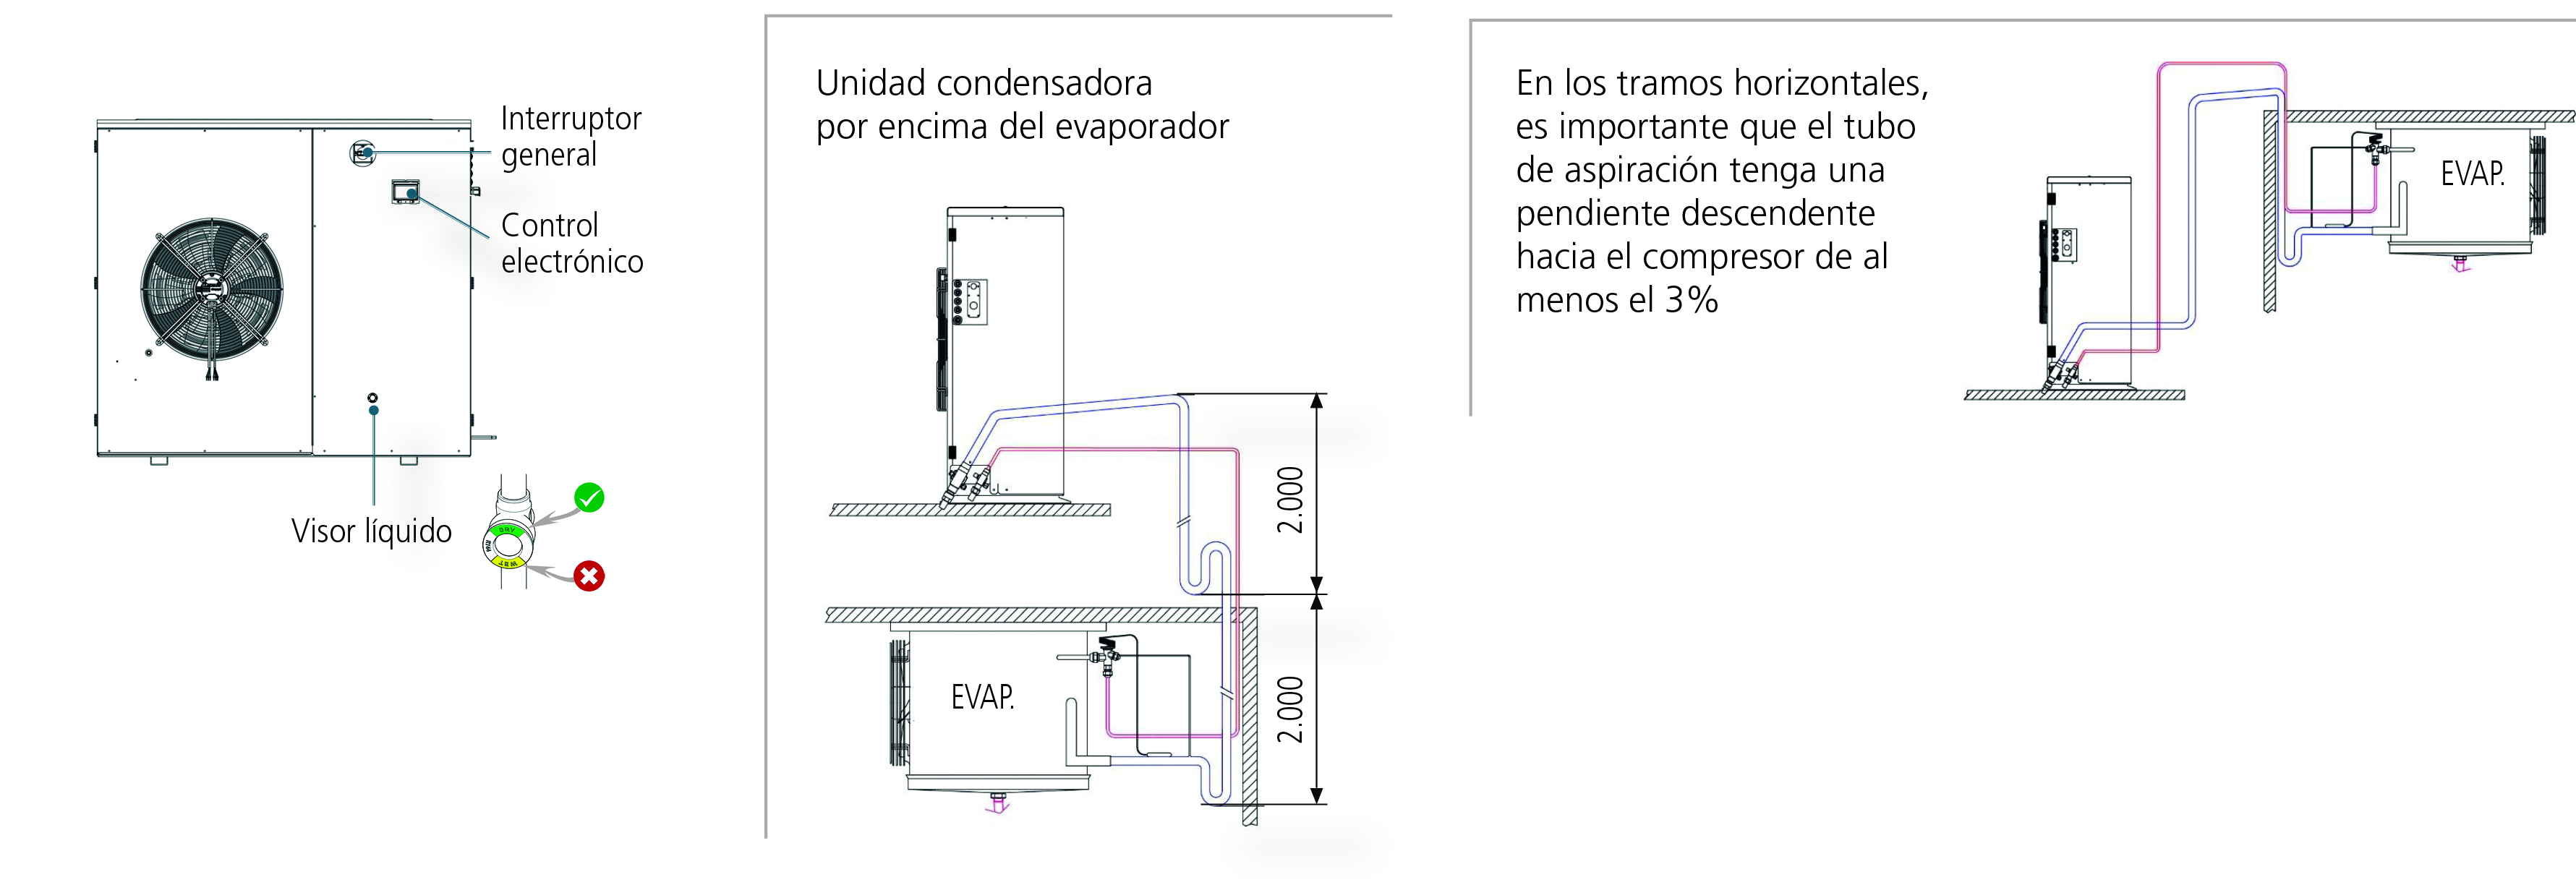 Interruptor
general
Control
electrónico
Visor líquido
DRY
WET
Unidad condensadora
por encima del evaporador
2.000
2.000
EVAP.
En los tramos horizontales,
es importante que el tubo
de aspiración tenga una
pendiente descendente
hacia el compresor de al
menos el 3%
EVAP.